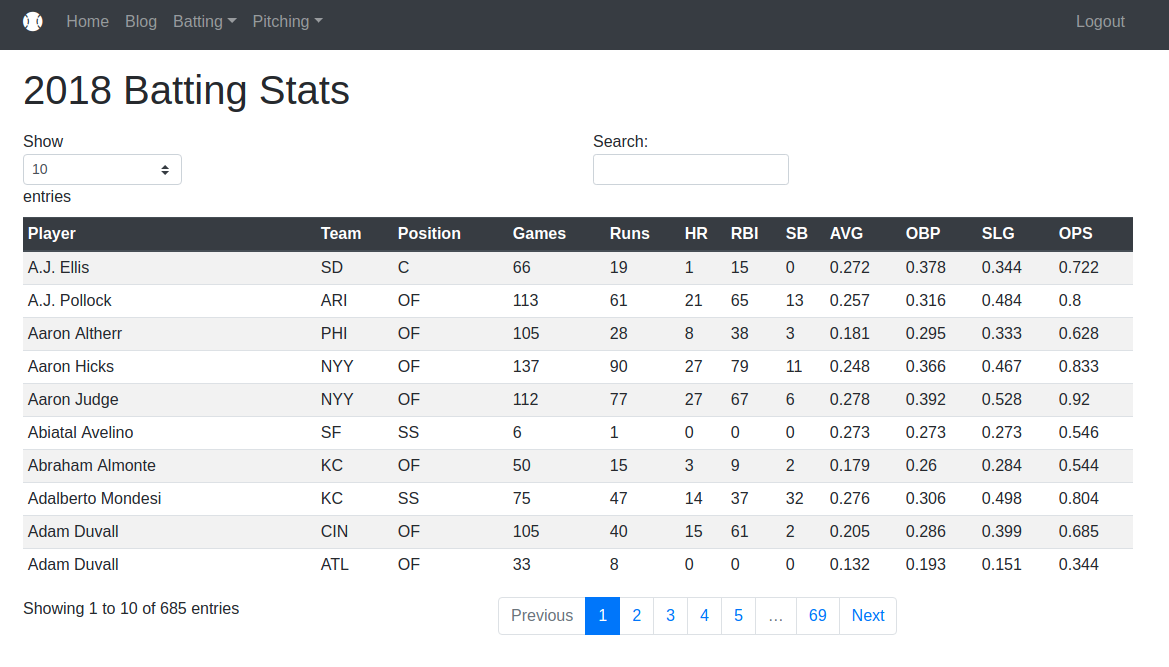 Home Blog Batting Pitching Logout
2018 Batting Stats
Show Search:
10
entries
Player Team Position Games Runs HR RBI SB AVG OBP SLG OPS
A.J. Ellis SD C 66 19 1 15 0 0.272 0.378 0.344 0.722
A.J. Pollock ARI OF 113 61 21 65 13 0.257 0.316 0.484 0.8
Aaron Altherr PHI OF 105 28 8 38 3 0.181 0.295 0.333 0.628
Aaron Hicks NYY OF 137 90 27 79 11 0.248 0.366 0.467 0.833
Aaron Judge NYY OF 112 77 27 67 6 0.278 0.392 0.528 0.92
Abiatal Avelino SF SS 6 1 0 0 0 0.273 0.273 0.273 0.546
Abraham Almonte KC OF 50 15 3 9 2 0.179 0.26 0.284 0.544
Adalberto Mondesi KC SS 75 47 14 37 32 0.276 0.306 0.498 0.804
Adam Duvall CIN OF 105 40 15 61 2 0.205 0.286 0.399 0.685
Adam Duvall ATL OF 33 8 0 0 0 0.132 0.193 0.151 0.344
Showing 1 to 10 of 685 entries Previous 1 2 3 4 5 … 69 Next